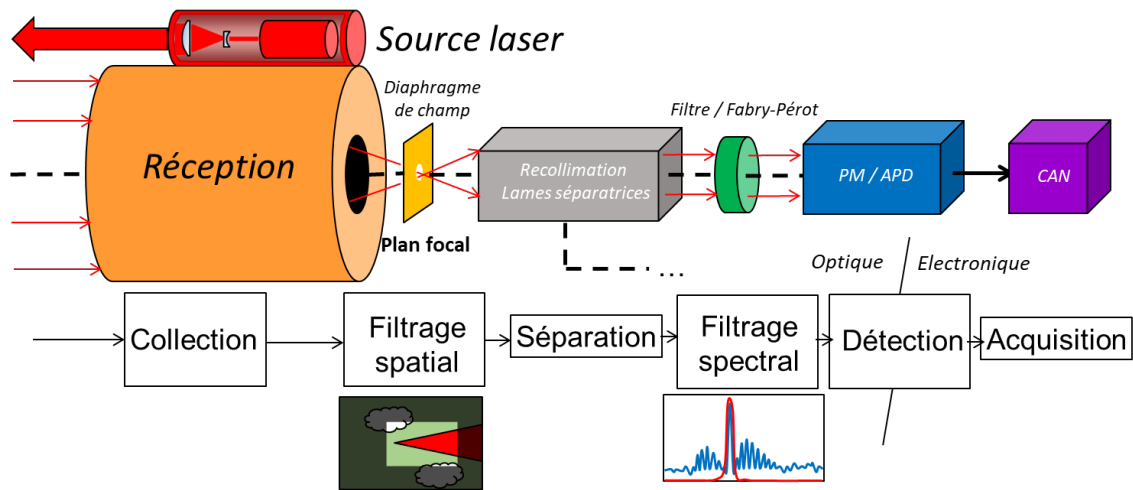 Source laser
Diaphragme
de champ
Filtre / Fabry-Pérot
Réception
Recollimation
Lames séparatrices
PM / APD
CAN
Plan focal
...
Optique
Electronique
Collection
Filtrage
spatial
Séparation
Filtrage
spectral
Détection
Acquisition